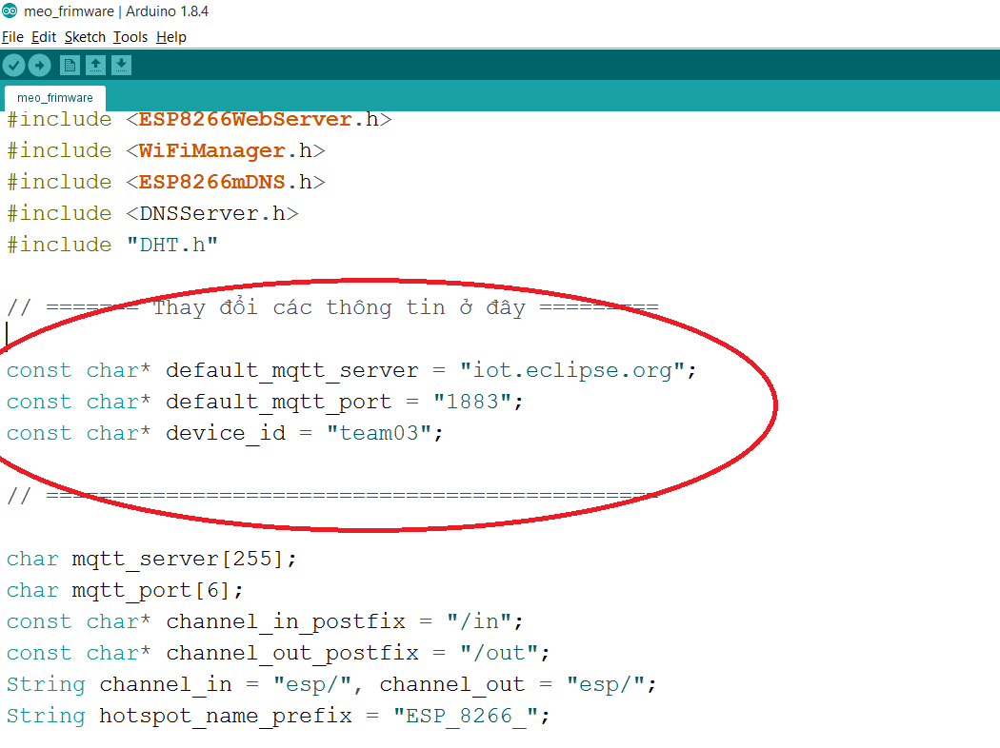 meo_frimware | Arduino 1.8.4
File Edit Sketch Tools Help
meo_frimware
#include <ESP8266WebServer.h>
#include <WiFiManager.h>
#include <ESP8266mDNS.h>
#include <DNSServer.h>
#include "DHT.h"
// ======= Thay đổi các thông tin ở đây =========
const char* default_mqtt_server = "iot.eclipse.org";
const char* default_mqtt_port = "1883";
const char* device_id = "team03";
// ==============================================
char mqtt_server[255];
char mqtt_port[6];
const char* channel_in_postfix = "/in";
const char* channel_out_postfix = "/out";
String channel_in = "esp/", channel_out = "esp/";
String hotspot_name_prefix = "ESP_8266_";